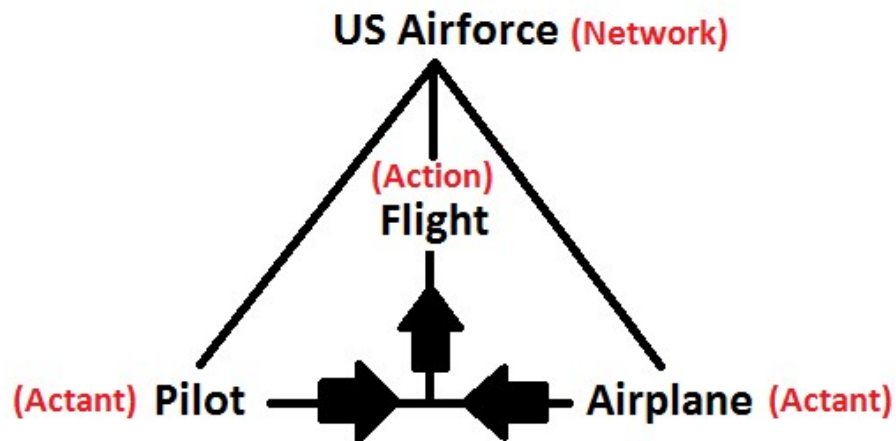 US Airforce (Network)
(Action)
Flight
(Actant) Pilot Airplane (Actant)